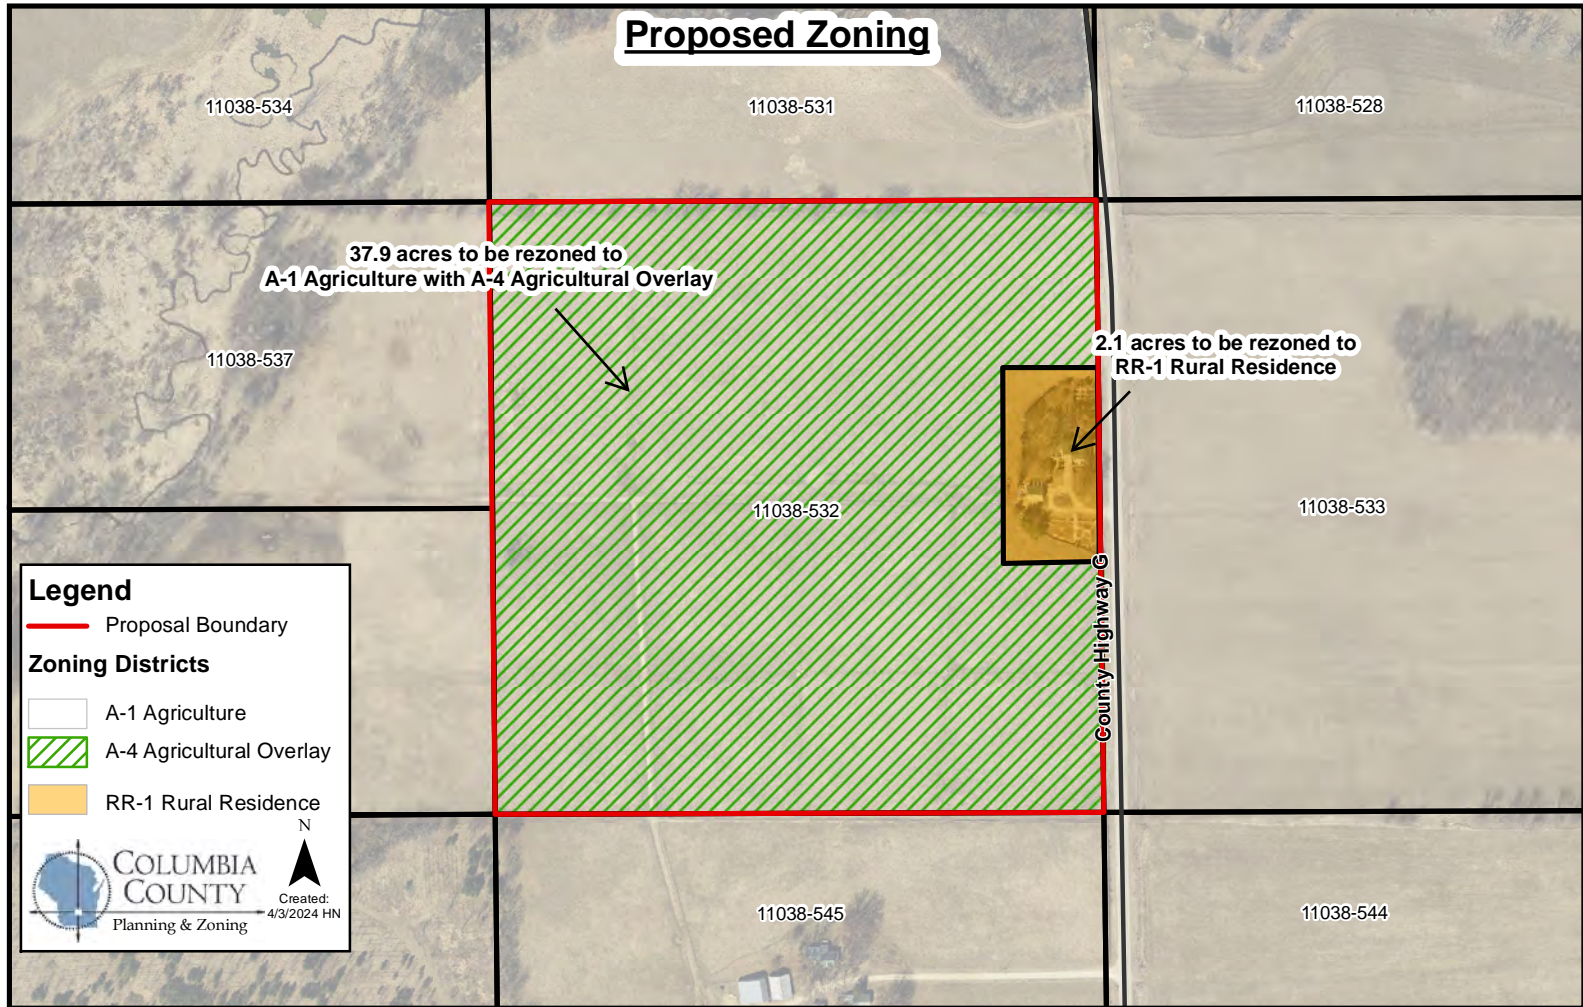 Proposed Zoning
11038-534
11038-531
11038-528
37.9 acres to be rezoned to
A-1 Agriculture with A-4 Agricultural Overlay
2.1 acres to be rezoned to
RR-1 Rural Residence
11038-537
11038-532
11038-533
County Highway G
Legend
Proposal Boundary
Zoning Districts
A-1 Agriculture
A-4 Agricultural Overlay
RR-1 Rural Residence
N
COLUMBIA
COUNTY
Planning & Zoning
Created:
4/3/2024 HN
11038-545
11038-544